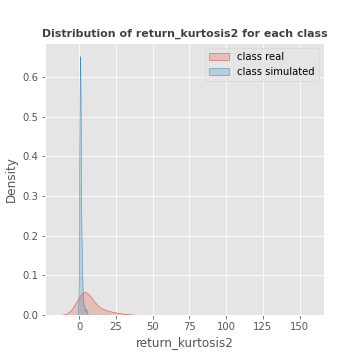 Distribution of return_kurtosis2 for each class
class real
class simulated
0.6
0.5
0.4
0.3
0.2
0.1
0.0
Density
0 25 50 75 100 125 150
return_kurtosis2